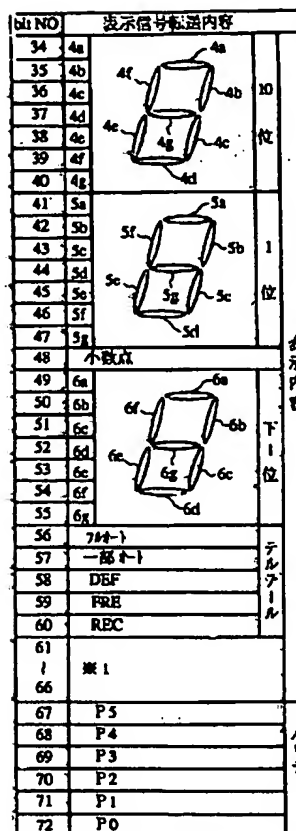 bit NO 表示信号転送内容
34 4a
35 4b
36 4c
37 4d
38 4e
39 4f
40 4g
4a
4f
4b
4e
4g
4c
4d
10位
41 5a
42 5b
43 5c
44 5d
45 5e
46 5f
47 5g
5a
5f
5b
5e
5g
5c
5d
1位
48 小数点
49 6a
50 6b
51 6c
52 6d
53 6e
54 6f
55 6g
6a
6f
6b
6e
6g
6c
6d
下1位
表示内容
56 フルオート
57 一部オート
58 DEF
59 FRE
60 REC
テルテール
61
~
66
※1
67 P5
68 P4
69 P3
70 P2
71 P1
72 P0